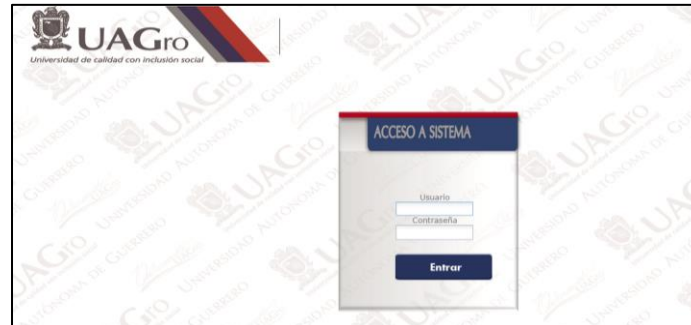 UAGro
Universidad de calidad con inclusión social
ACCESO A SISTEMA
Usuario
Contraseña
Entrar